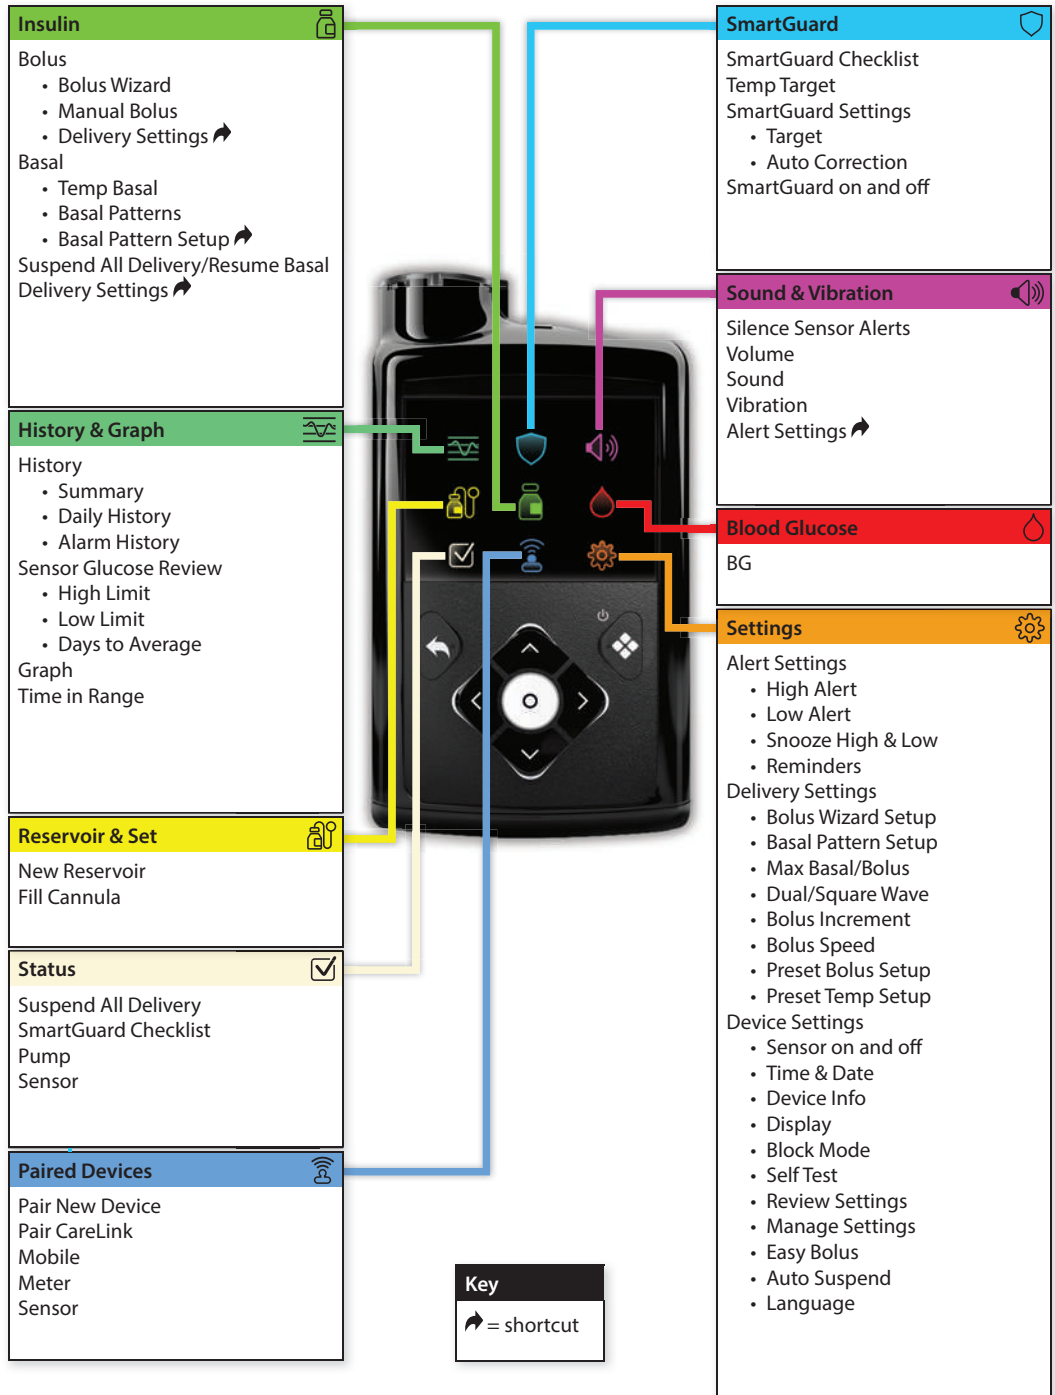 Insulin
Bolus
• Bolus Wizard
• Manual Bolus
• Delivery Settings
Basal
• Temp Basal
• Basal Patterns
• Basal Pattern Setup
Suspend All Delivery/Resume Basal
Delivery Settings
History & Graph
History
• Summary
• Daily History
• Alarm History
Sensor Glucose Review
• High Limit
• Low Limit
• Days to Average
Graph
Time in Range
Reservoir & Set
New Reservoir
Fill Cannula
Status
Suspend All Delivery
SmartGuard Checklist
Pump
Sensor
Paired Devices
Pair New Device
Pair CareLink
Mobile
Meter
Sensor
SmartGuard
SmartGuard Checklist
Temp Target
SmartGuard Settings
• Target
• Auto Correction
SmartGuard on and off
Sound & Vibration
Silence Sensor Alerts
Volume
Sound
Vibration
Alert Settings
Blood Glucose
BG
Settings
Alert Settings
• High Alert
• Low Alert
• Snooze High & Low
• Reminders
Delivery Settings
• Bolus Wizard Setup
• Basal Pattern Setup
• Max Basal/Bolus
• Dual/Square Wave
• Bolus Increment
• Bolus Speed
• Preset Bolus Setup
• Preset Temp Setup
Device Settings
• Sensor on and off
• Time & Date
• Device Info
• Display
• Block Mode
• Self Test
• Review Settings
• Manage Settings
• Easy Bolus
• Auto Suspend
• Language
Key
= shortcut